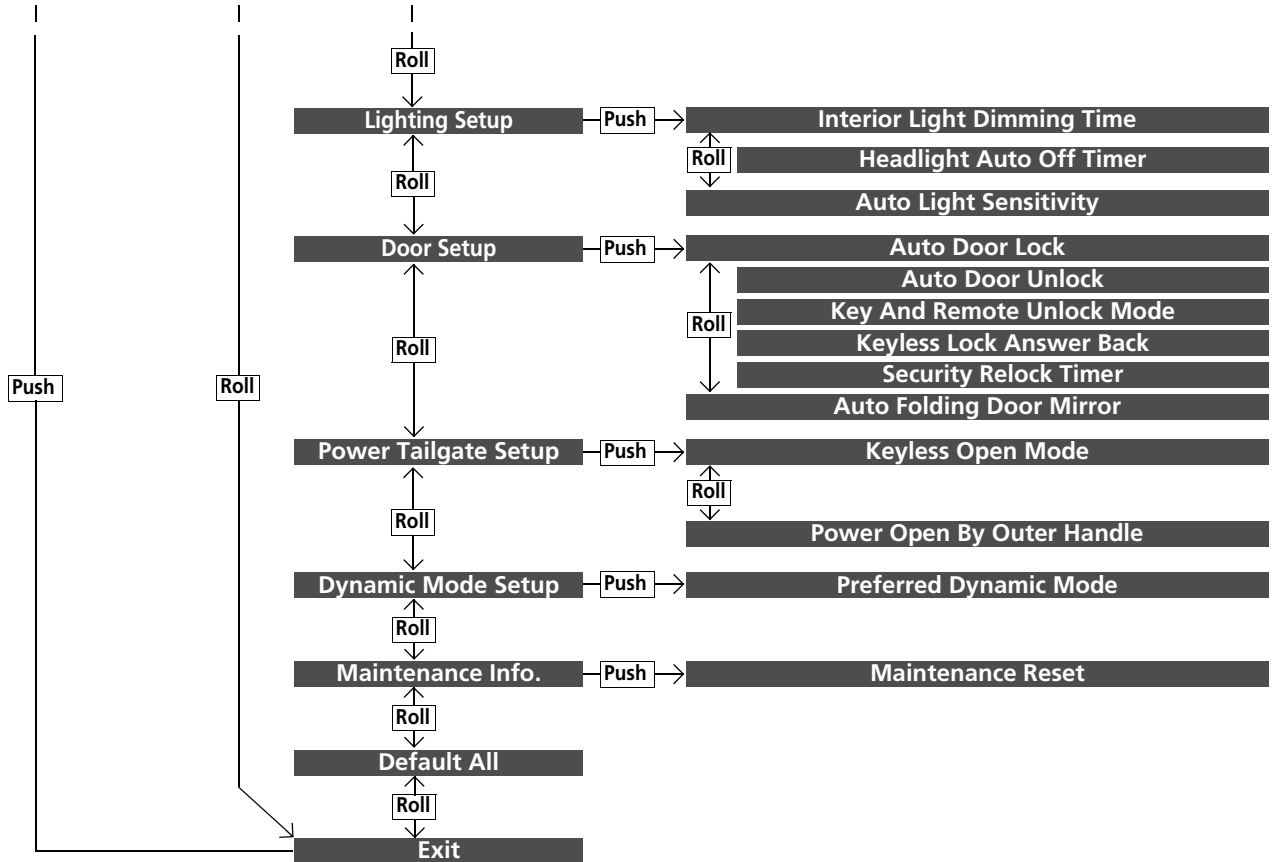 Roll
Lighting Setup Push Interior Light Dimming Time
Roll Headlight Auto Off Timer
Roll
Auto Light Sensitivity
Door Setup Push Auto Door Lock
Auto Door Unlock
Roll Key And Remote Unlock Mode
Roll Keyless Lock Answer Back
Push Roll Security Relock Timer
Auto Folding Door Mirror
Power Tailgate Setup Push Keyless Open Mode
Roll
Roll Power Open By Outer Handle
Dynamic Mode Setup Push Preferred Dynamic Mode
Roll
Maintenance Info. Push Maintenance Reset
Roll
Default All
Roll
Exit